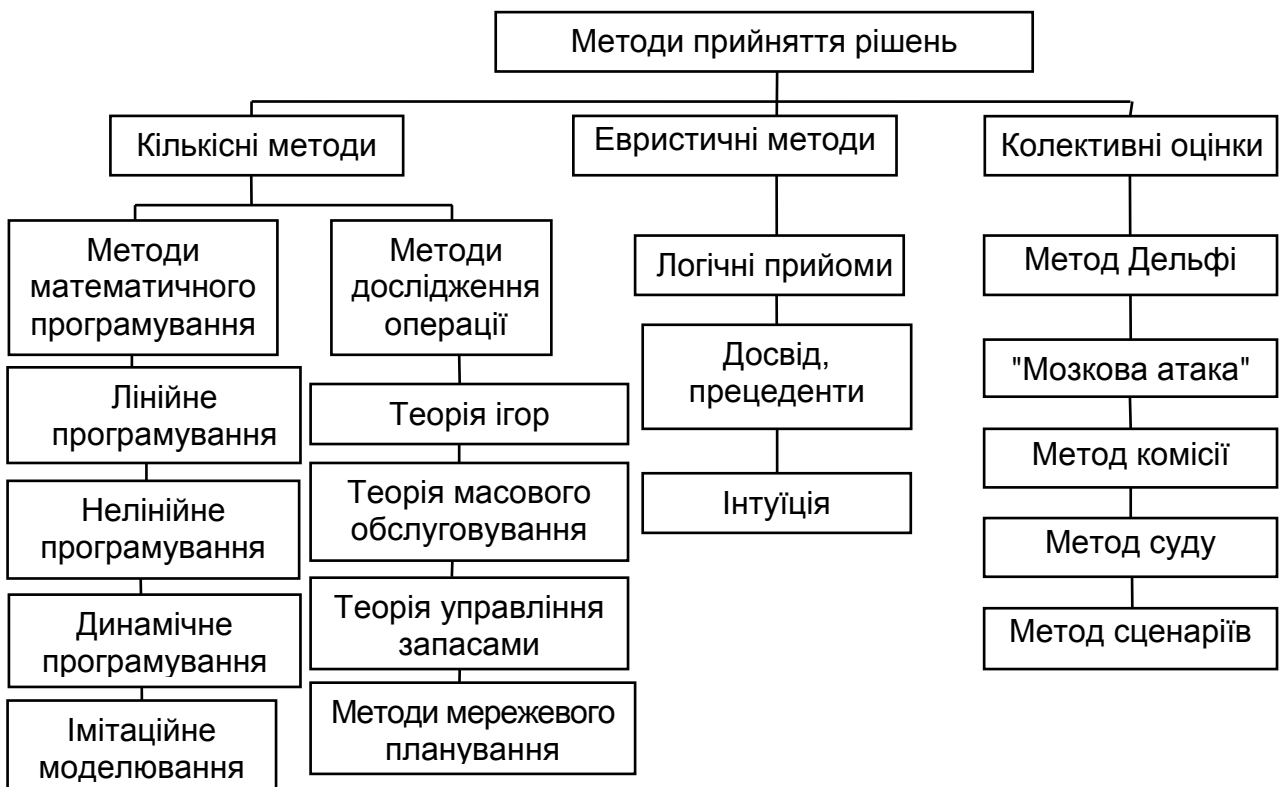 Методи прийняття рішень
Кількісні методи
Евристичні методи
Колективні оцінки
Методи
математичного
програмування
Методи
дослідження
операції
Логічні прийоми
Метод Дельфі
Лінійне
програмування
Теорія ігор
Досвід,
прецеденти
"Мозкова атака"
Нелінійне
програмування
Теорія масового
обслуговування
Інтуїція
Метод комісії
Динамічне
програмування
Теорія управління
запасами
Метод суду
Імітаційне
моделювання
Методи мережевого
планування
Метод сценаріїв